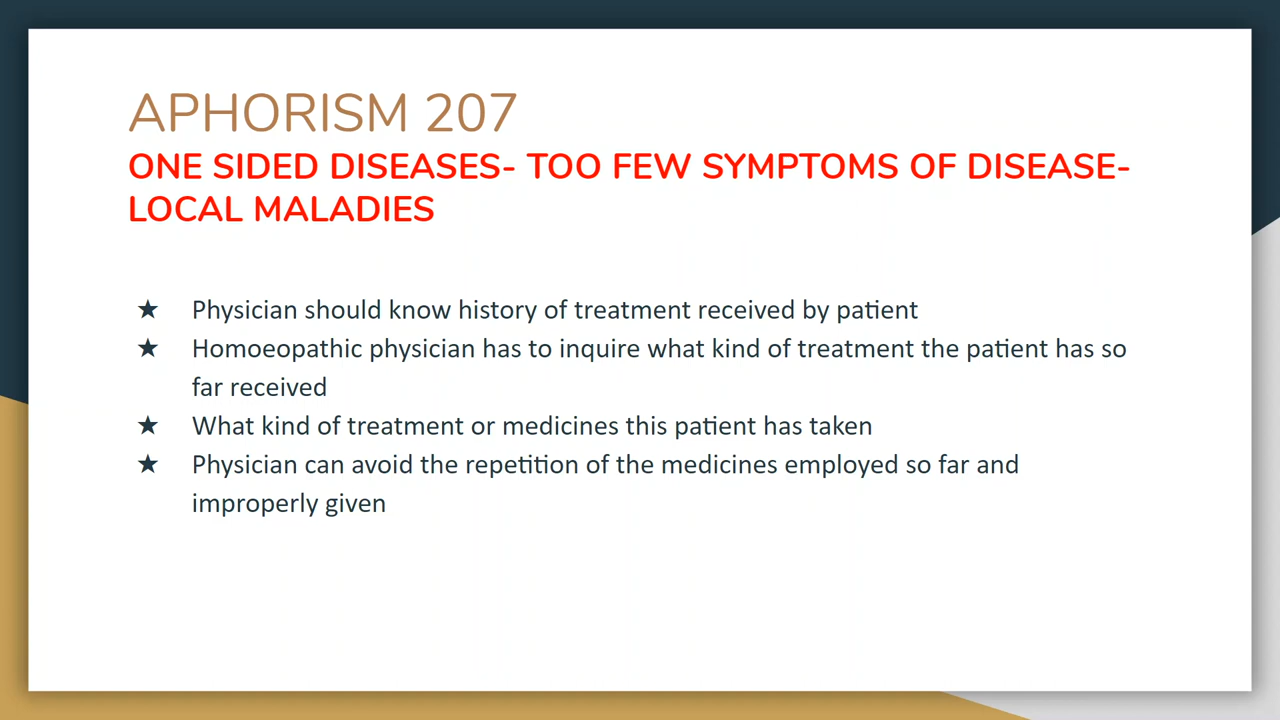 APHORISM 207
ONE SIDED DISEASES- TOO FEW SYMPTOMS OF DISEASE-
LOCAL MALADIES
★ Physician should know history of treatment received by patient
★ Homoeopathic physician has to inquire what kind of treatment the patient has so
far received
★ What kind of treatment or medicines this patient has taken
★ Physician can avoid the repetition of the medicines employed so far and
improperly given